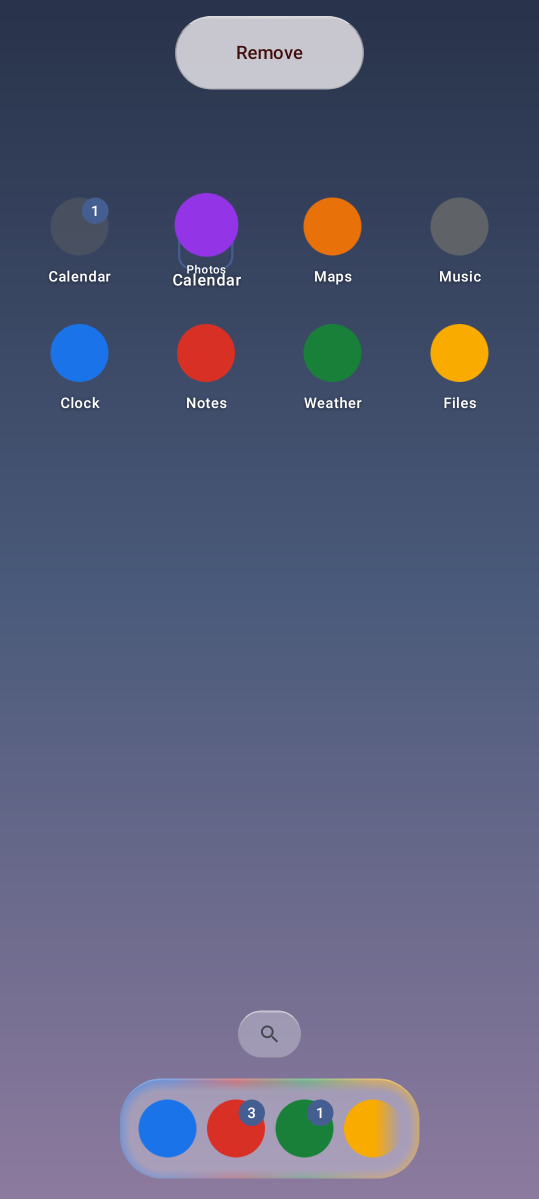 Remove
1
Calendar
Photos
Calendar
Maps
Music
Clock
Notes
Weather
Files
3
1